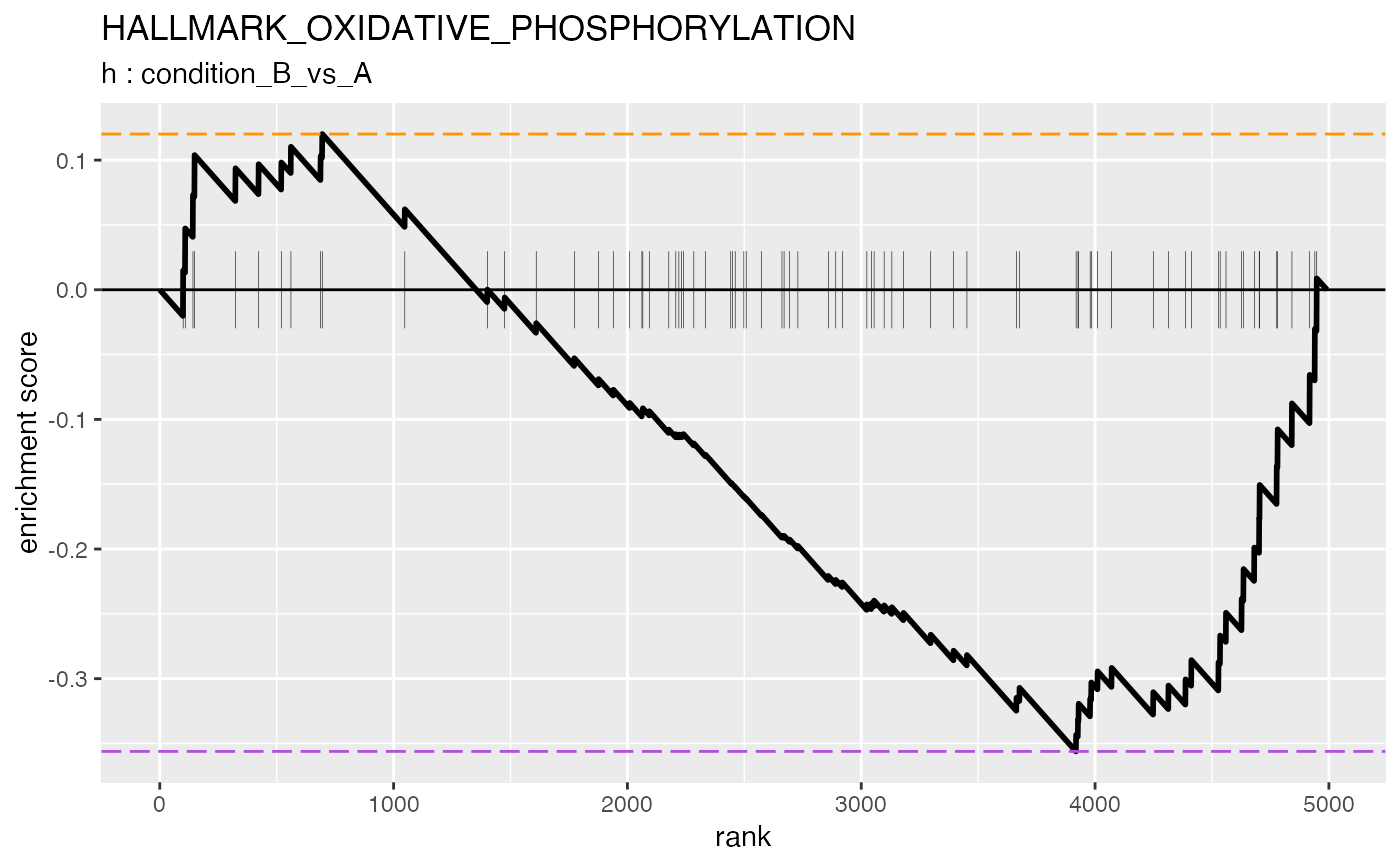 HALLMARK_OXIDATIVE_PHOSPHORYLATION
h : condition_B_vs_A
enrichment score
0.1
0.0
-0.1
-0.2
-0.3
0 1000 2000 3000 4000 5000
rank